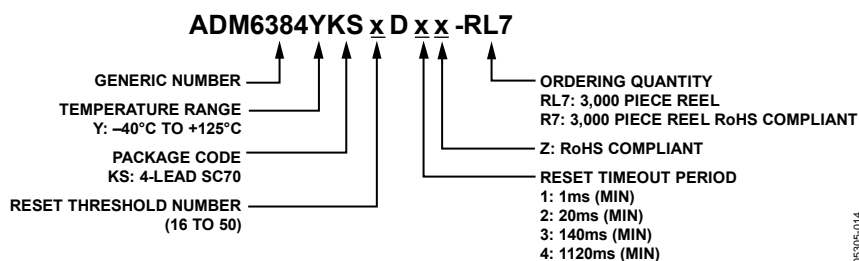 ADM6384YKS x D x x -RL7
GENERIC NUMBER
TEMPERATURE RANGE
Y: –40°C TO +125°C
PACKAGE CODE
KS: 4-LEAD SC70
RESET THRESHOLD NUMBER
(16 TO 50)
ORDERING QUANTITY
RL7: 3,000 PIECE REEL
R7: 3,000 PIECE REEL RoHS COMPLIANT
Z: RoHS COMPLIANT
RESET TIMEOUT PERIOD
1: 1ms (MIN)
2: 20ms (MIN)
3: 140ms (MIN)
4: 1120ms (MIN)
05305-014